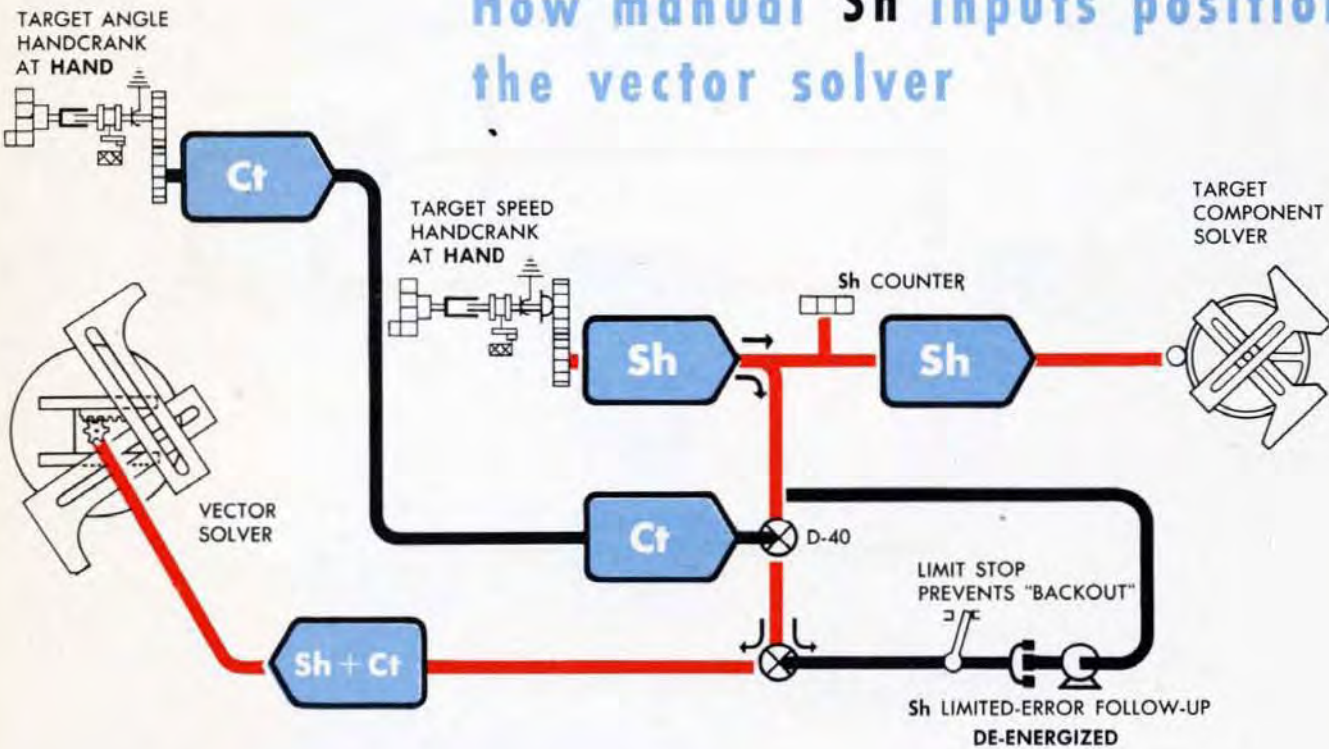 How manual Sh inputs position
the vector solver
TARGET ANGLE
HANDCRANK
AT HAND
Ct
TARGET SPEED
HANDCRANK
AT HAND
Sh
Sh COUNTER
Sh
TARGET
COMPONENT
SOLVER
VECTOR
SOLVER
Ct
D-40
LIMIT STOP
PREVENTS "BACKOUT"
Sh + Ct
Sh LIMITED-ERROR FOLLOW-UP
DE-ENERGIZED